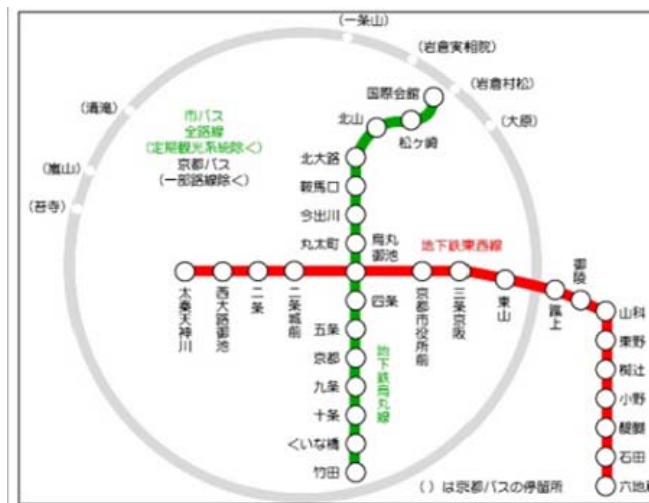 (一条山)
(岩倉実相院)
(岩倉村松)
(大原)
(清滝)
(嵐山)
(苔寺)
市バス
全路線
(定期観光系統除く)
京都バス
(一部路線除く)
国際会館
松ヶ崎
北山
北大路
鞍馬口
今出川
丸太町
烏丸
御池
地下鉄東西線
太秦天神川
西大路御池
二条
二条城前
京都市役所前
三条京阪
東山
蹴上
御陵
山科
東野
椥辻
小野
醍醐
石田
六地蔵
四条
五条
京都
九条
十条
くいな橋
竹田
地下鉄烏丸線
( )は京都バスの停留所